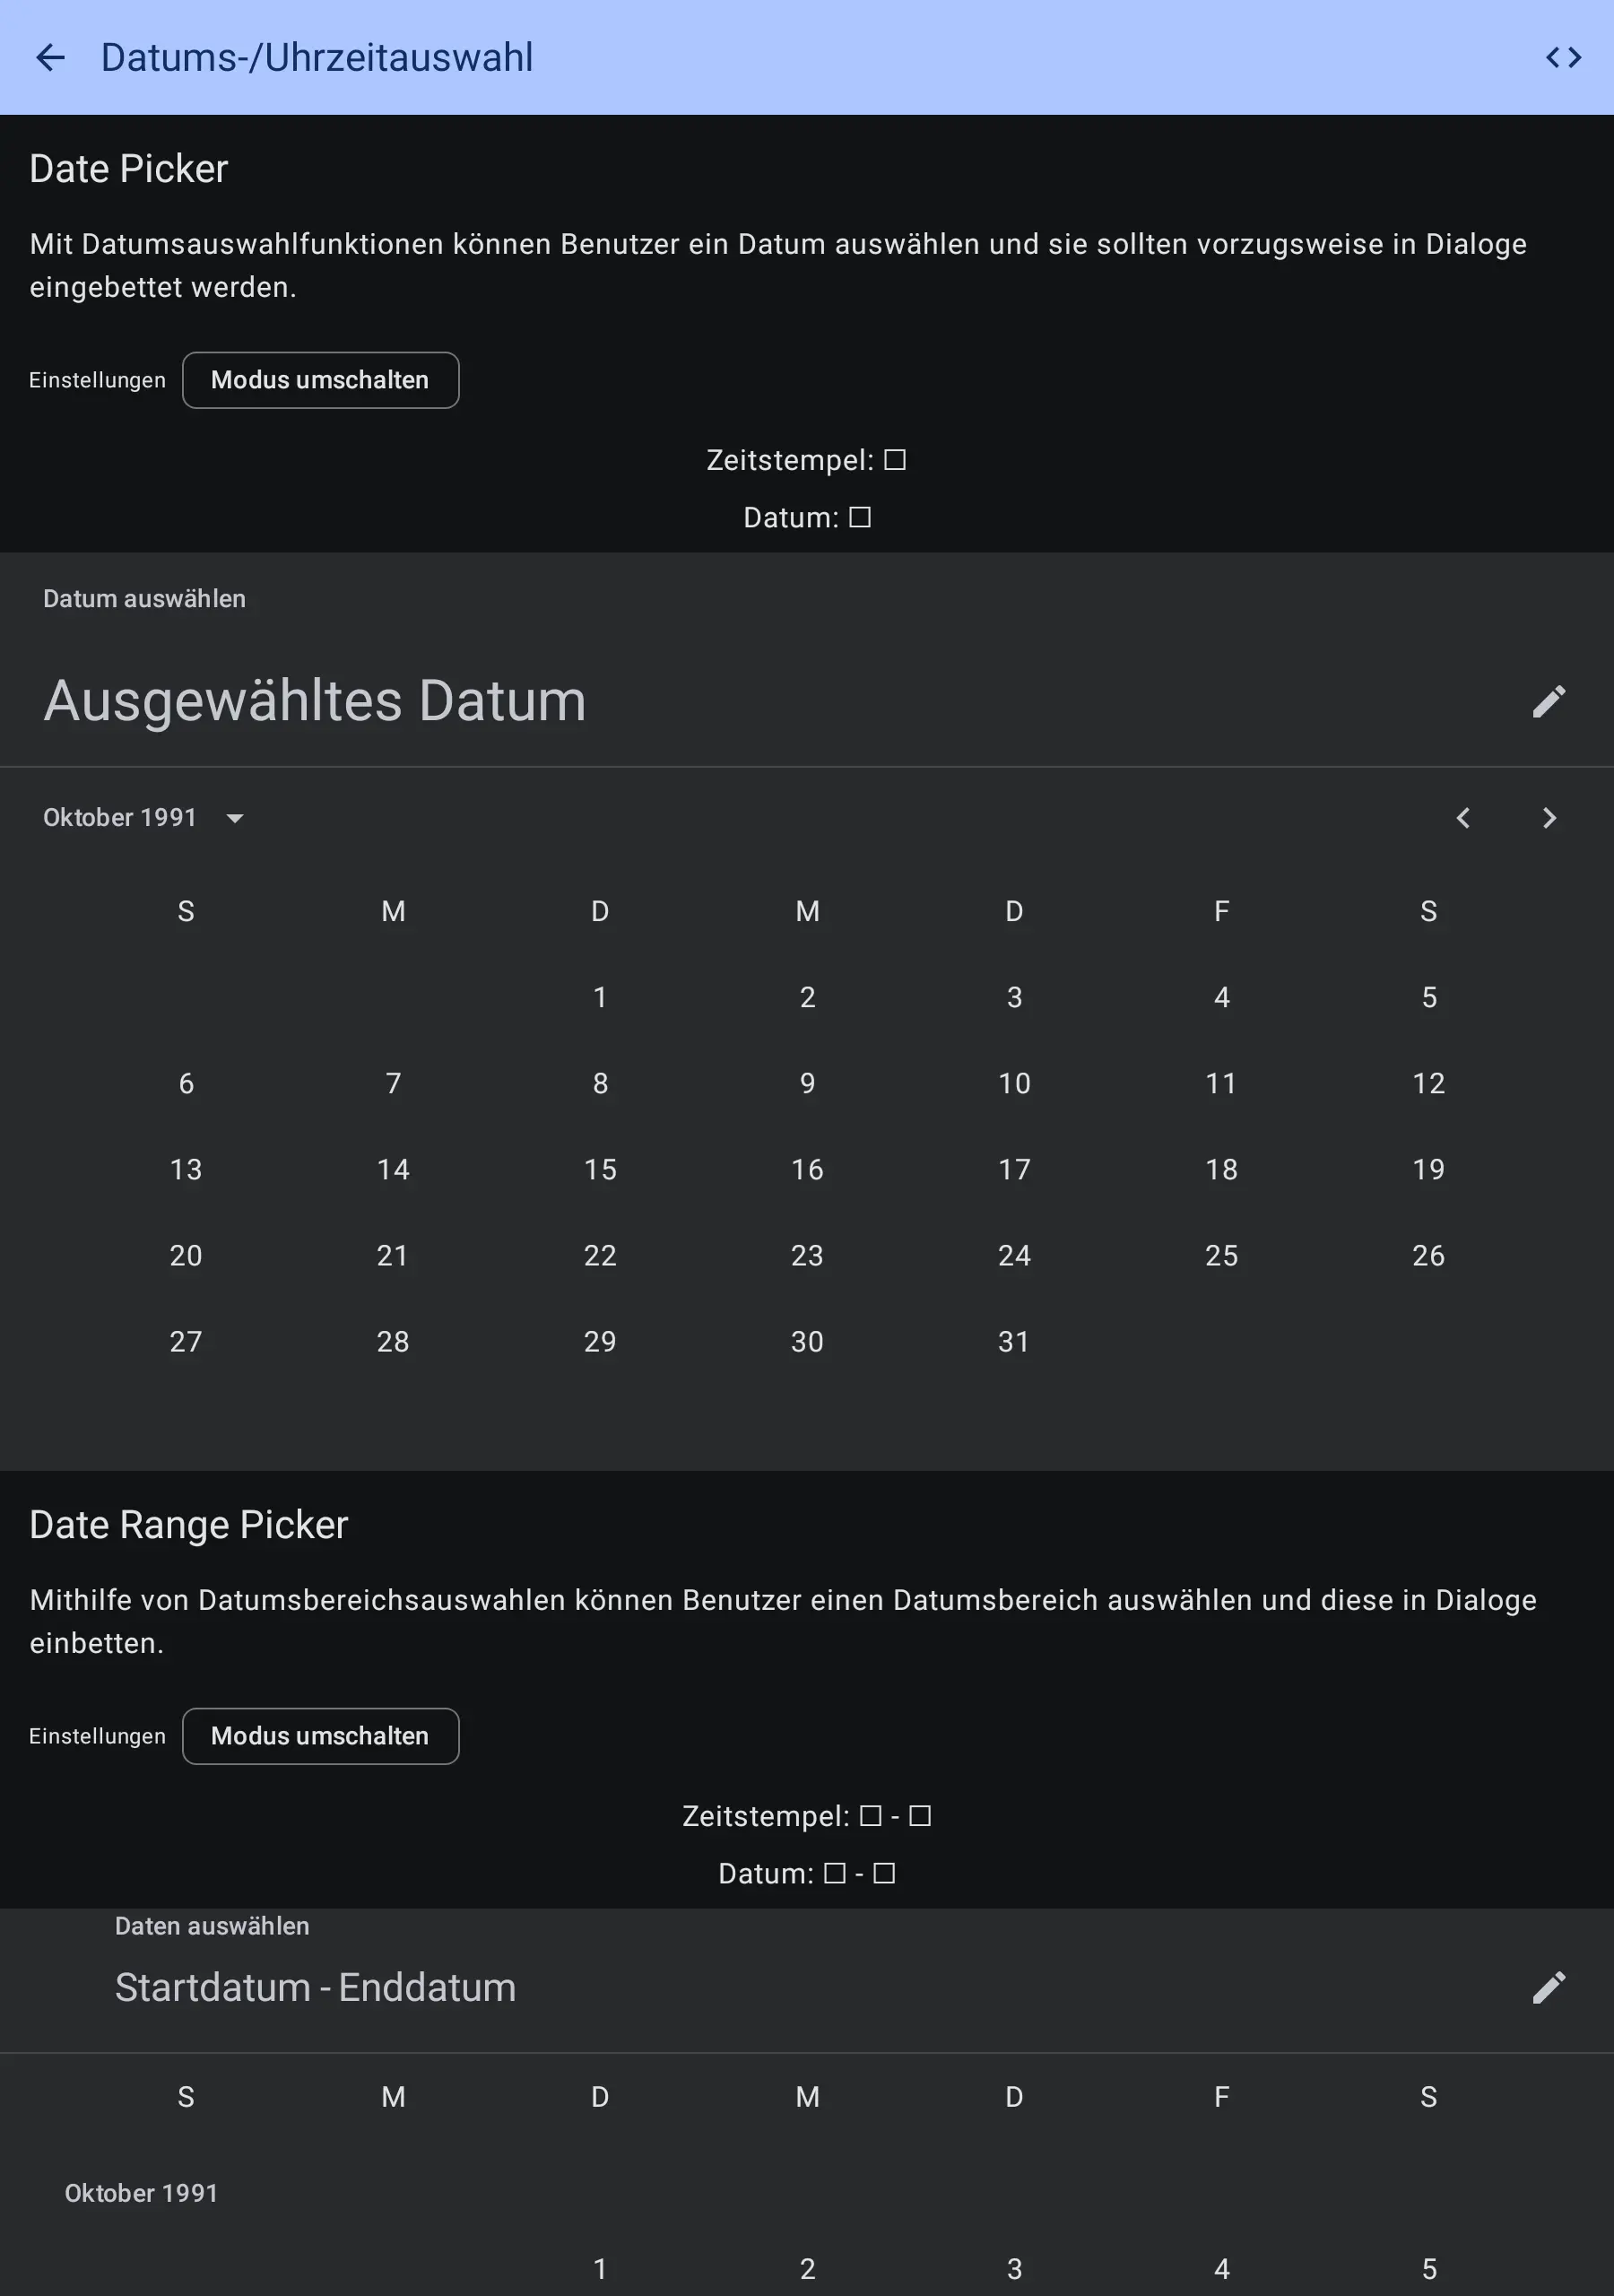 Datums-/Uhrzeitauswahl
Date Picker
Mit Datumsauswahlfunktionen können Benutzer ein Datum auswählen und sie sollten vorzugsweise in Dialoge
eingebettet werden.
Einstellungen Modus umschalten
Zeitstempel: □
Datum: □
Datum auswählen
Ausgewähltes Datum
Oktober 1991
S M D M D F S
1 2 3 4 5
6 7 8 9 10 11 12
13 14 15 16 17 18 19
20 21 22 23 24 25 26
27 28 29 30 31
Date Range Picker
Mithilfe von Datumsbereichsauswahlen können Benutzer einen Datumsbereich auswählen und diese in Dialoge
einbetten.
Einstellungen Modus umschalten
Zeitstempel: □ - □
Datum: □ - □
Daten auswählen
Startdatum - Enddatum
S M D M D F S
Oktober 1991
1 2 3 4 5